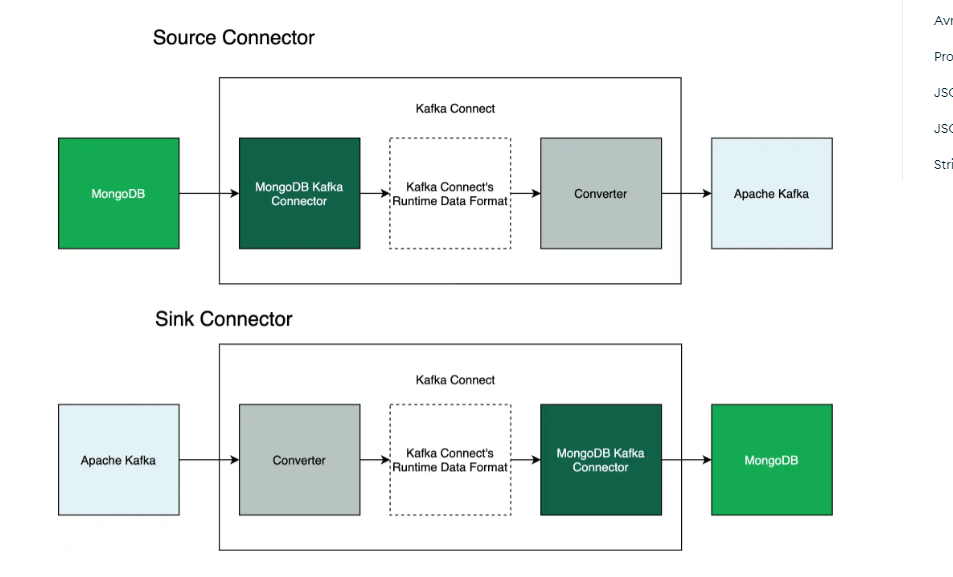 Source Connector
Kafka Connect
MongoDB
MongoDB Kafka
Connector
Kafka Connect's
Runtime Data Format
Converter
Apache Kafka
Sink Connector
Kafka Connect
Apache Kafka
Converter
Kafka Connect's
Runtime Data Format
MongoDB Kafka
Connector
MongoDB